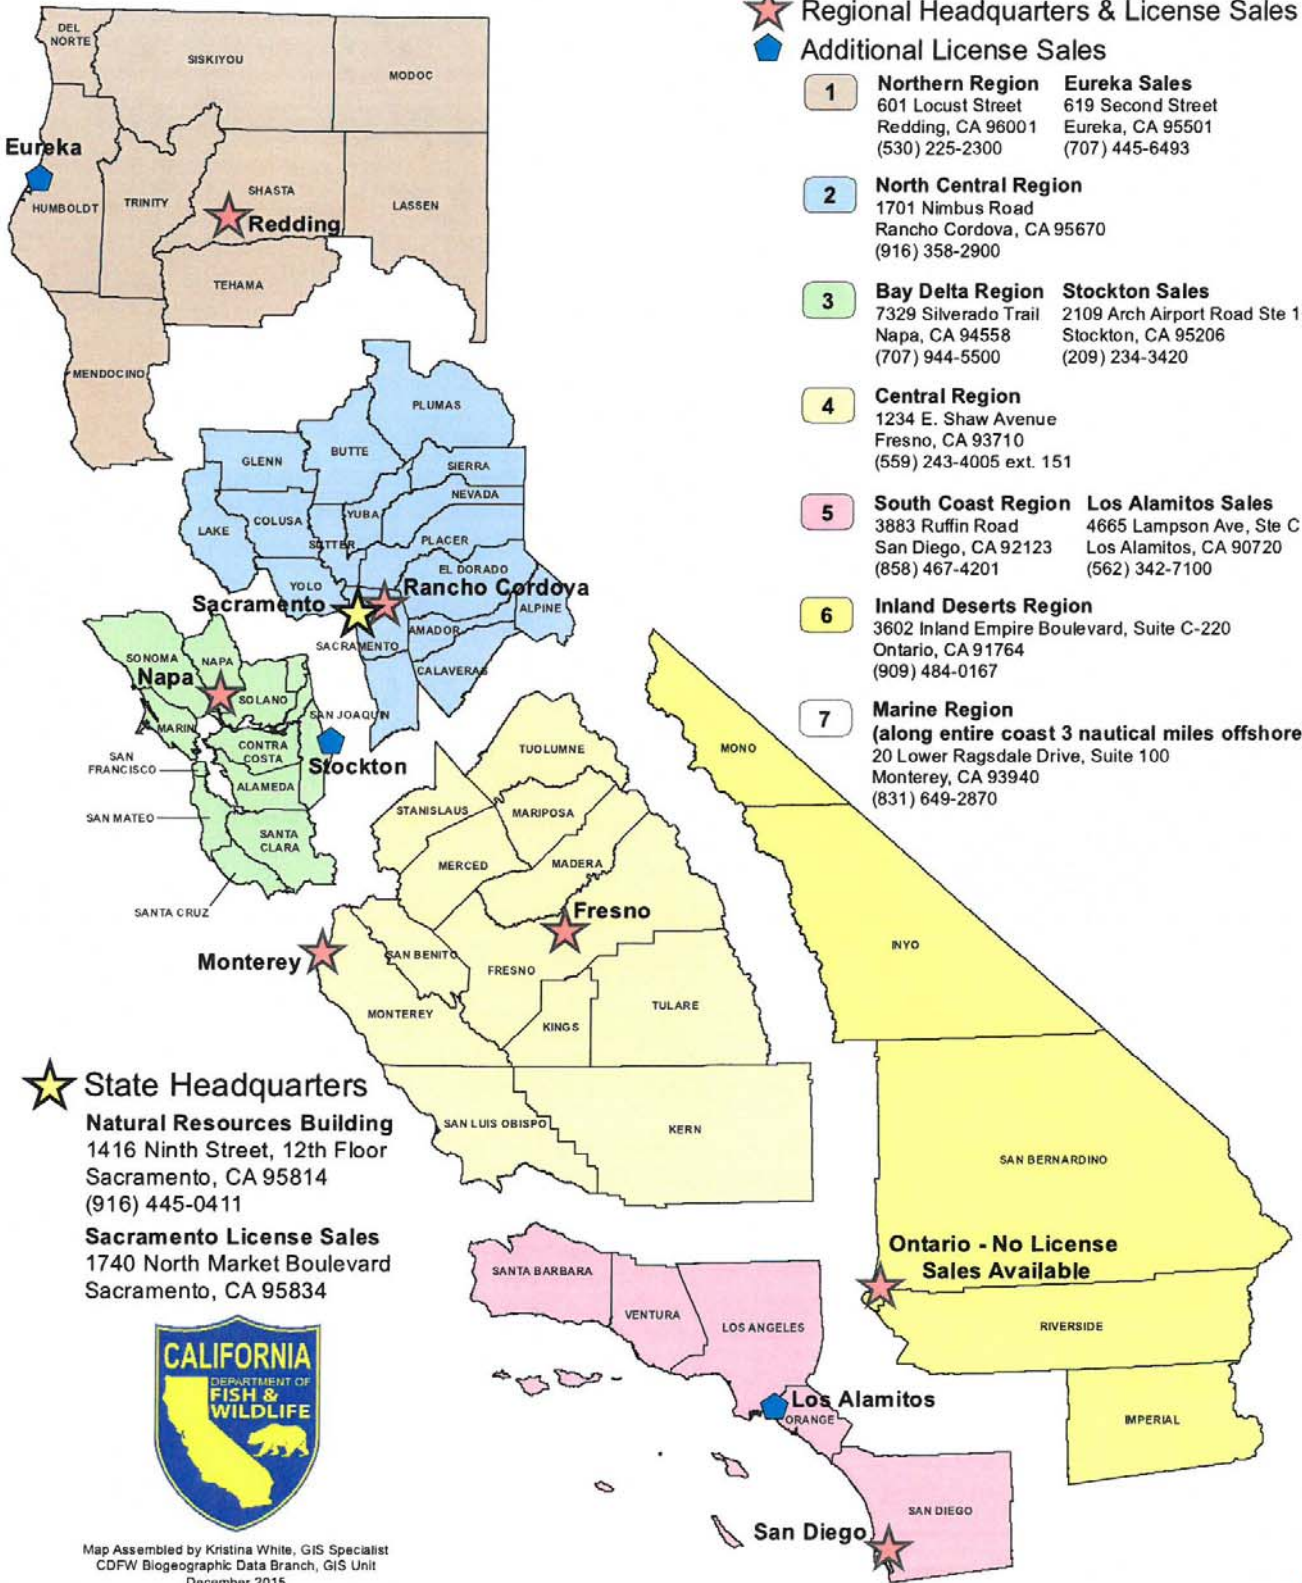 Regional Headquarters & License Sales
Additional License Sales
1
Northern Region
601 Locust Street
Redding, CA 96001
(530) 225-2300
Eureka Sales
619 Second Street
Eureka, CA 95501
(707) 445-6493
2
North Central Region
1701 Nimbus Road
Rancho Cordova, CA 95670
(916) 358-2900
3
Bay Delta Region
7329 Silverado Trail
Napa, CA 94558
(707) 944-5500
Stockton Sales
2109 Arch Airport Road Ste 1
Stockton, CA 95206
(209) 234-3420
4
Central Region
1234 E. Shaw Avenue
Fresno, CA 93710
(559) 243-4005 ext. 151
5
South Coast Region
3883 Ruffin Road
San Diego, CA 92123
(858) 467-4201
Los Alamitos Sales
4665 Lampson Ave, Ste C
Los Alamitos, CA 90720
(562) 342-7100
6
Inland Deserts Region
3602 Inland Empire Boulevard, Suite C-220
Ontario, CA 91764
(909) 484-0167
7
Marine Region
(along entire coast 3 nautical miles offshore
20 Lower Ragsdale Drive, Suite 100
Monterey, CA 93940
(831) 649-2870
DEL
NORTE
SISKIYOU
MODOC
Eureka
HUMBOLDT
TRINITY
SHASTA
Redding
LASSEN
TEHAMA
MENDOCINO
PLUMAS
GLENN
BUTTE
SIERRA
NEVADA
LAKE
COLUSA
YUBA
SUTTER
PLACER
YOLO
EL DORADO
Sacramento
Rancho Cordova
ALPINE
SACRAMENTO
AMADOR
CALAVERAS
SONOMA
NAPA
Napa
SOLANO
MARIN
SAN JOAQUIN
CONTRA
COSTA
SAN
FRANCISCO
Stockton
ALAMEDA
SAN MATEO
SANTA
CLARA
SANTA CRUZ
TUOLUMNE
STANISLAUS
MARIPOSA
MERCED
MADERA
Fresno
Monterey
SAN BENITO
FRESNO
MONTEREY
KINGS
TULARE
SAN LUIS OBISPO
KERN
MONO
INYO
SAN BERNARDINO
Ontario - No License
Sales Available
RIVERSIDE
IMPERIAL
SANTA BARBARA
VENTURA
LOS ANGELES
Los Alamitos
ORANGE
SAN DIEGO
San Diego
State Headquarters
Natural Resources Building
1416 Ninth Street, 12th Floor
Sacramento, CA 95814
(916) 445-0411
Sacramento License Sales
1740 North Market Boulevard
Sacramento, CA 95834
CALIFORNIA
DEPARTMENT OF
FISH &
WILDLIFE
Map Assembled by Kristina White, GIS Specialist
CDFW Biogeographic Data Branch, GIS Unit
December 2015